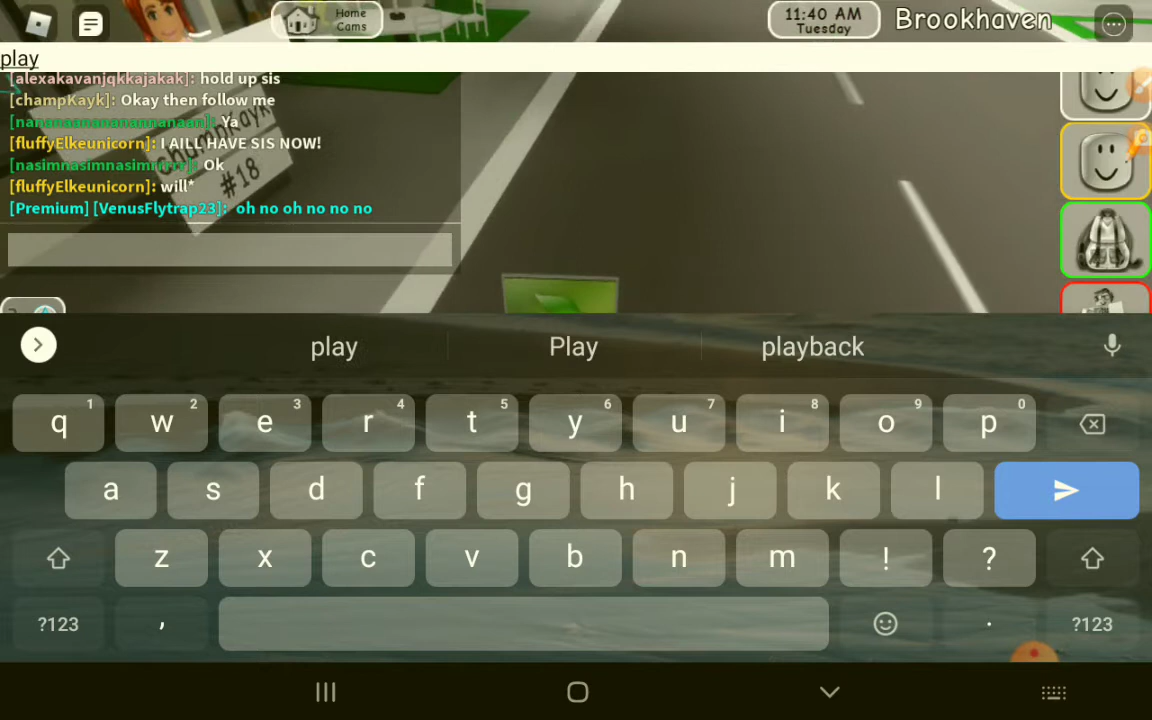 Home
Cams
11:40 AM
Tuesday
Brookhaven
play
[alexakavanjqkkajakak]: hold up sis
[champKayk]: Okay then follow me
Ya
[fluffyElkeunicorn]: I AILL HAVE SIS NOW!
Ok
[fluffyElkeunicorn]: will*
[Premium] [VenusFlytrap23]: oh no oh no no no
ChampKayk
#18
play Play playback
q 1 w 2 e 3 r 4 t 5 y 6 u 7 i 8 o 9 p 0
a s d f g h j k l
z x c v b n m ! ?
?123 , . ?123